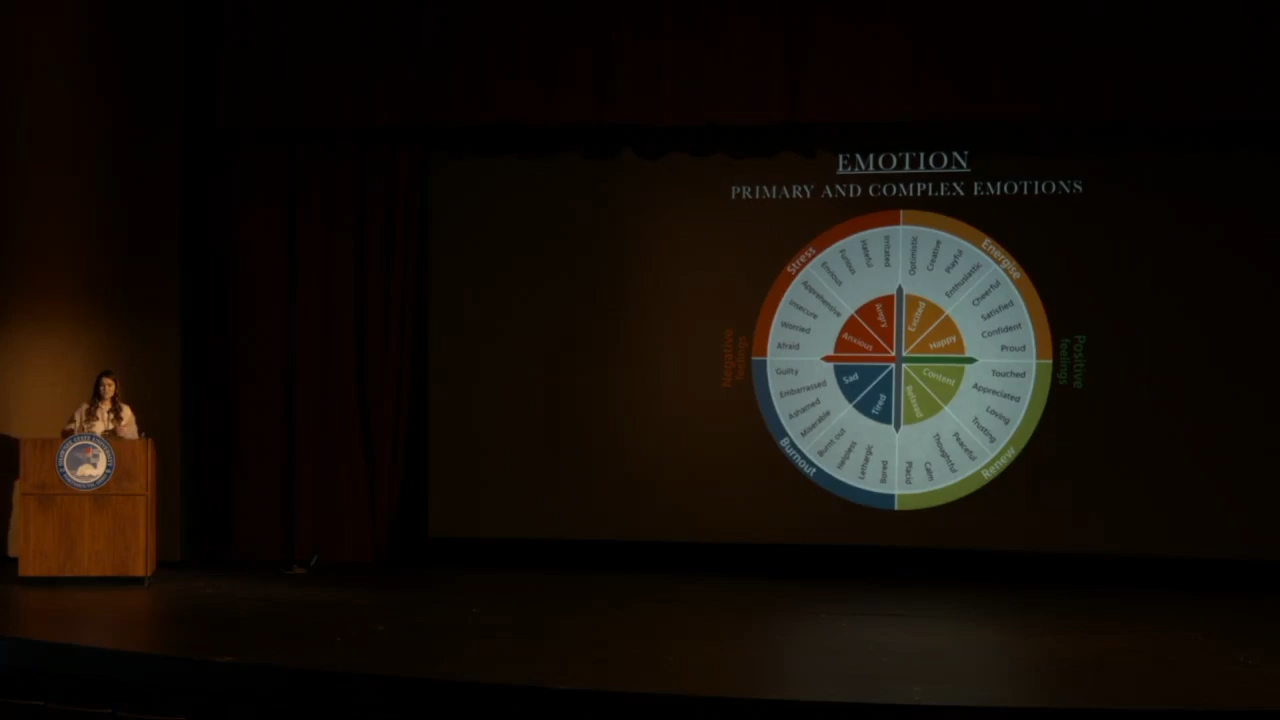 EMOTION
PRIMARY AND COMPLEX EMOTIONS
Stress
Energise
Irritated
Hateful
Furious
Envious
Apprehensive
Insecure
Worried
Afraid
Optimistic
Creative
Playful
Enthusiastic
Cheerful
Satisfied
Confident
Proud
Angry
Anxious
Excited
Happy
Negative
feelings
Positive
feelings
Sad
Tired
Content
Relaxed
Guilty
Embarrassed
Ashamed
Miserable
Burnt out
Helpless
Lethargic
Bored
Touched
Appreciated
Loving
Trusting
Peaceful
Thoughtful
Calm
Placid
Burnout
Renew